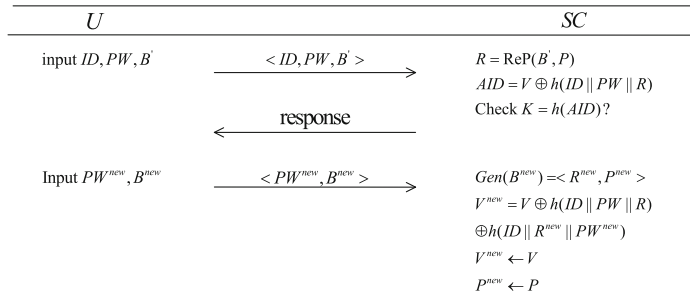 U SC
input ID, PW, B' < ID, PW, B' > R = ReP(B', P)
AID = V ⊕ h(ID || PW || R)
Check K = h(AID)?
response
Input PW^new, B^new < PW^new, B^new > Gen(B^new) =< R^new, P^new >
V^new = V ⊕ h(ID || PW || R)
⊕h(ID || R^new || PW^new)
V^new ← V
P^new ← P